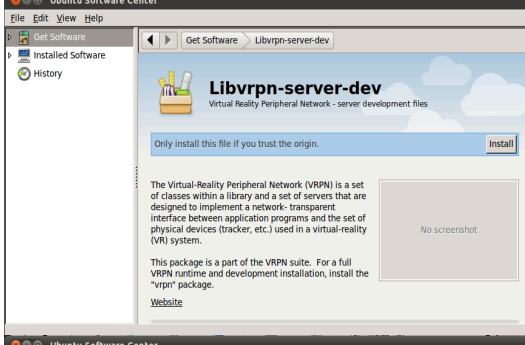 Ubuntu Software Center
File Edit View Help
Get Software
Installed Software
History
Get Software Libvrpn-server-dev
Libvrpn-server-dev
Virtual Reality Peripheral Network - server development files
Only install this file if you trust the origin.
Install
The Virtual-Reality Peripheral Network (VRPN) is a set
of classes within a library and a set of servers that are
designed to implement a network- transparent
interface between application programs and the set of
physical devices (tracker, etc.) used in a virtual-reality
(VR) system.
No screenshot
This package is a part of the VRPN suite. For a full
VRPN runtime and development installation, install the
"vrpn" package.
Website
Ubuntu Software Center